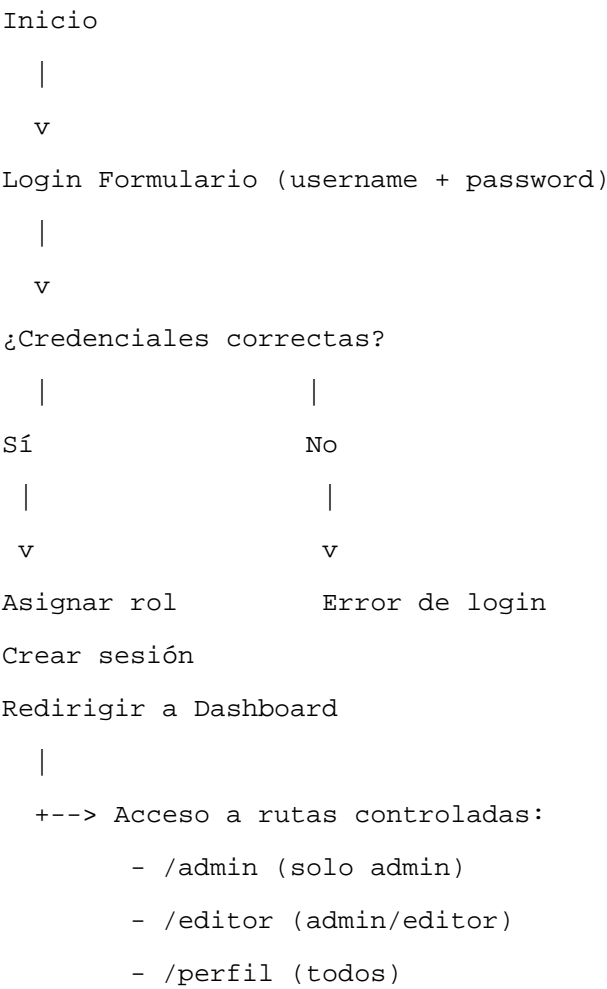 Inicio
|
v
Login Formulario (username + password)
|
v
¿Credenciales correctas?
| |
Sí No
| |
v v
Asignar rol Error de login
Crear sesión
Redirigir a Dashboard
|
+--> Acceso a rutas controladas:
- /admin (solo admin)
- /editor (admin/editor)
- /perfil (todos)